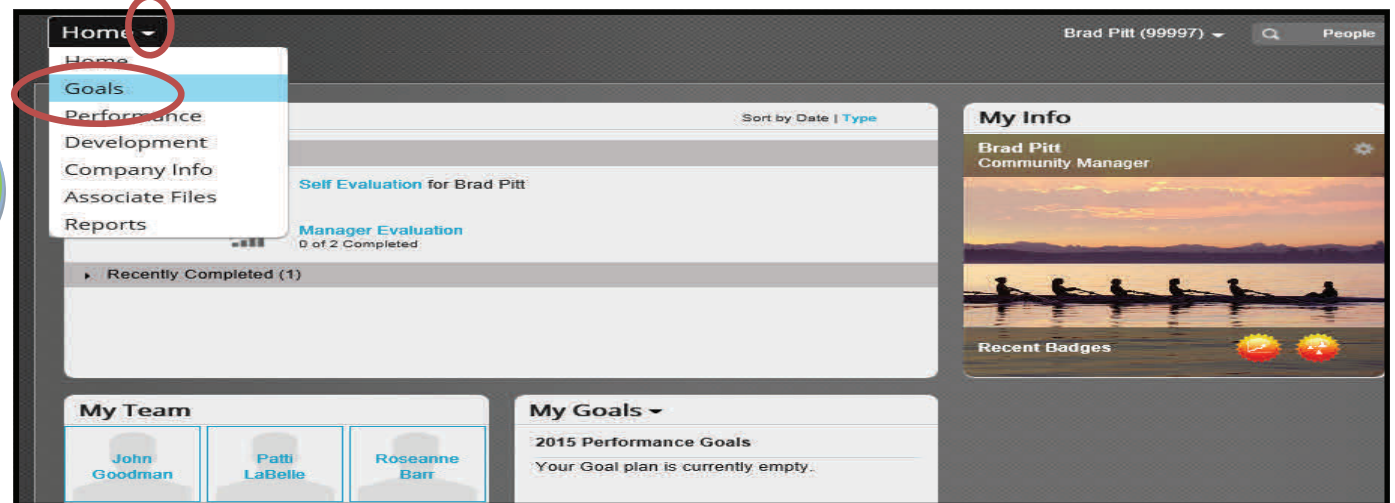 Home
Brad Pitt (99997)
People
Home
Goals
Performance
Development
Company Info
Associate Files
Reports
Sort by Date | Type
Self Evaluation for Brad Pitt
Manager Evaluation
0 of 2 Completed
Recently Completed (1)
My Info
Brad Pitt
Community Manager
Recent Badges
My Team
John
Goodman
Patti
LaBelle
Roseanne
Barr
My Goals
2015 Performance Goals
Your Goal plan is currently empty.